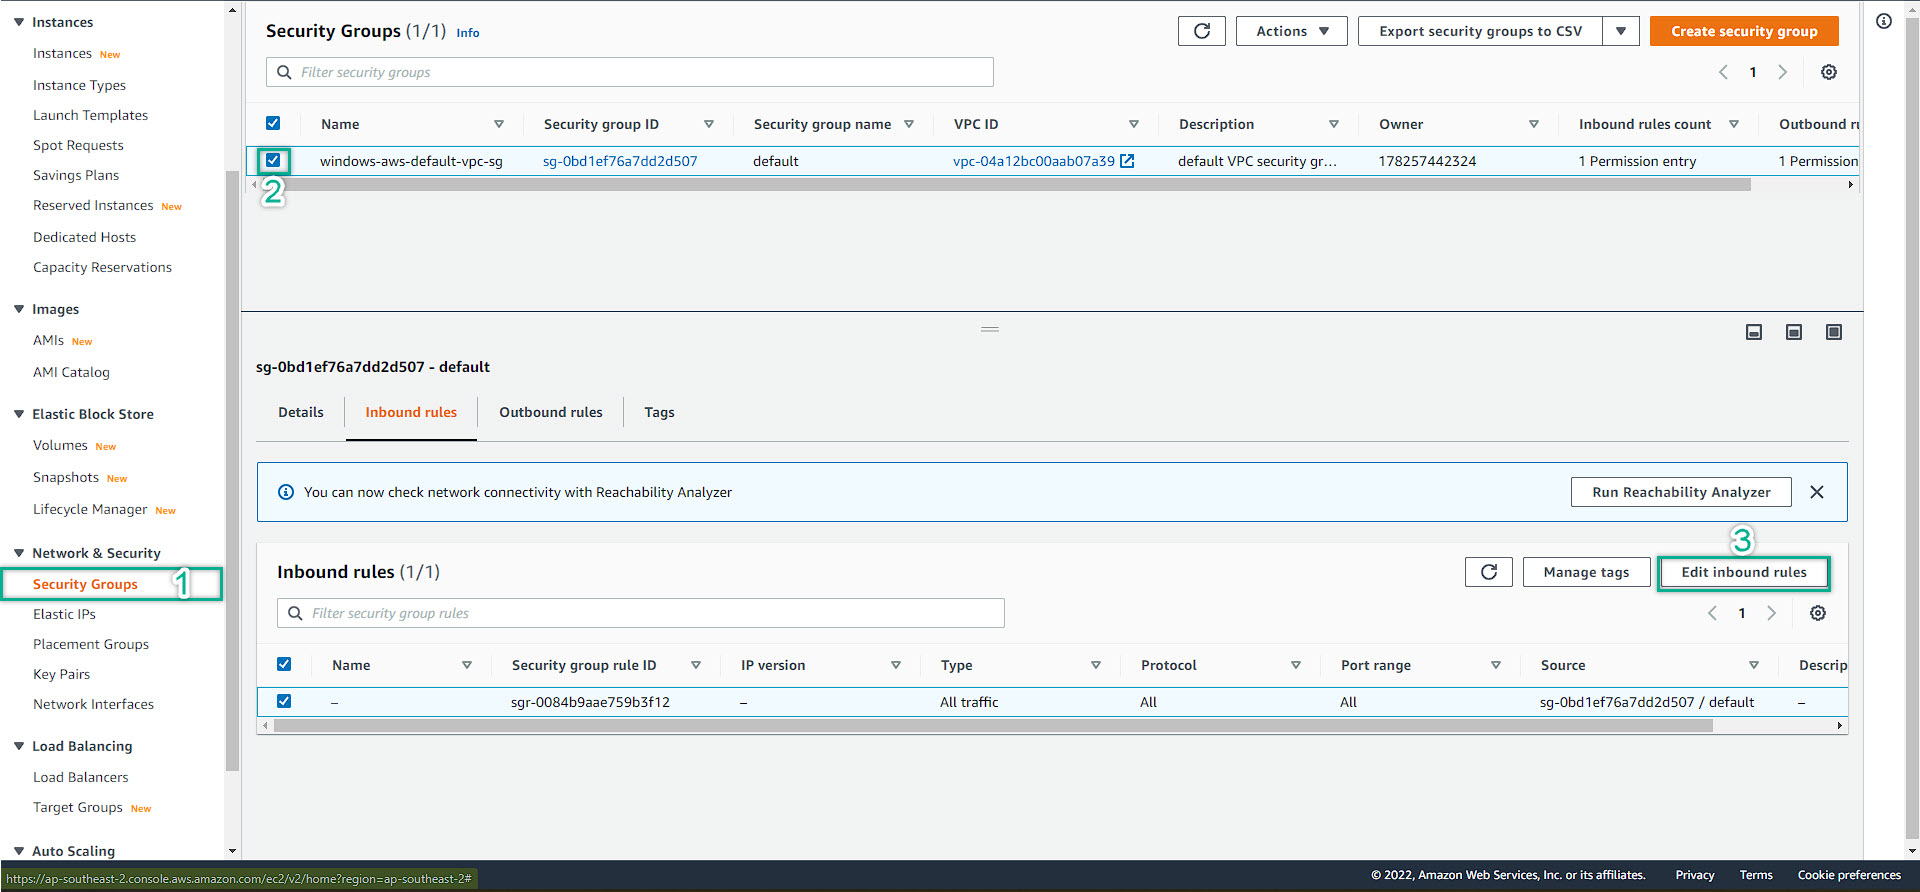 Instances
Instances New
Instance Types
Launch Templates
Spot Requests
Savings Plans
Reserved Instances New
Dedicated Hosts
Capacity Reservations
Images
AMIs New
AMI Catalog
Elastic Block Store
Volumes New
Snapshots New
Lifecycle Manager New
Network & Security
Security Groups 1
Elastic IPs
Placement Groups
Key Pairs
Network Interfaces
Load Balancing
Load Balancers
Target Groups New
Auto Scaling
Security Groups (1/1) Info
Actions
Export security groups to CSV
Create security group
Filter security groups
1
Name Security group ID Security group name VPC ID Description Owner Inbound rules count Outbound ru
windows-aws-default-vpc-sg sg-0bd1ef76a7dd2d507 default vpc-04a12bc00aab07a39 default VPC security gr... 178257442324 1 Permission entry 1 Permission
2
sg-0bd1ef76a7dd2d507 - default
Details Inbound rules Outbound rules Tags
You can now check network connectivity with Reachability Analyzer
Run Reachability Analyzer
3
Inbound rules (1/1)
Manage tags
Edit inbound rules
Filter security group rules
1
Name Security group rule ID IP version Type Protocol Port range Source Descrip
– sgr-0084b9aae759b3f12 – All traffic All All sg-0bd1ef76a7dd2d507 / default –
https://ap-southeast-2.console.aws.amazon.com/ec2/v2/home?region=ap-southeast-2#
© 2022, Amazon Web Services, Inc. or its affiliates. Privacy Terms Cookie preferences